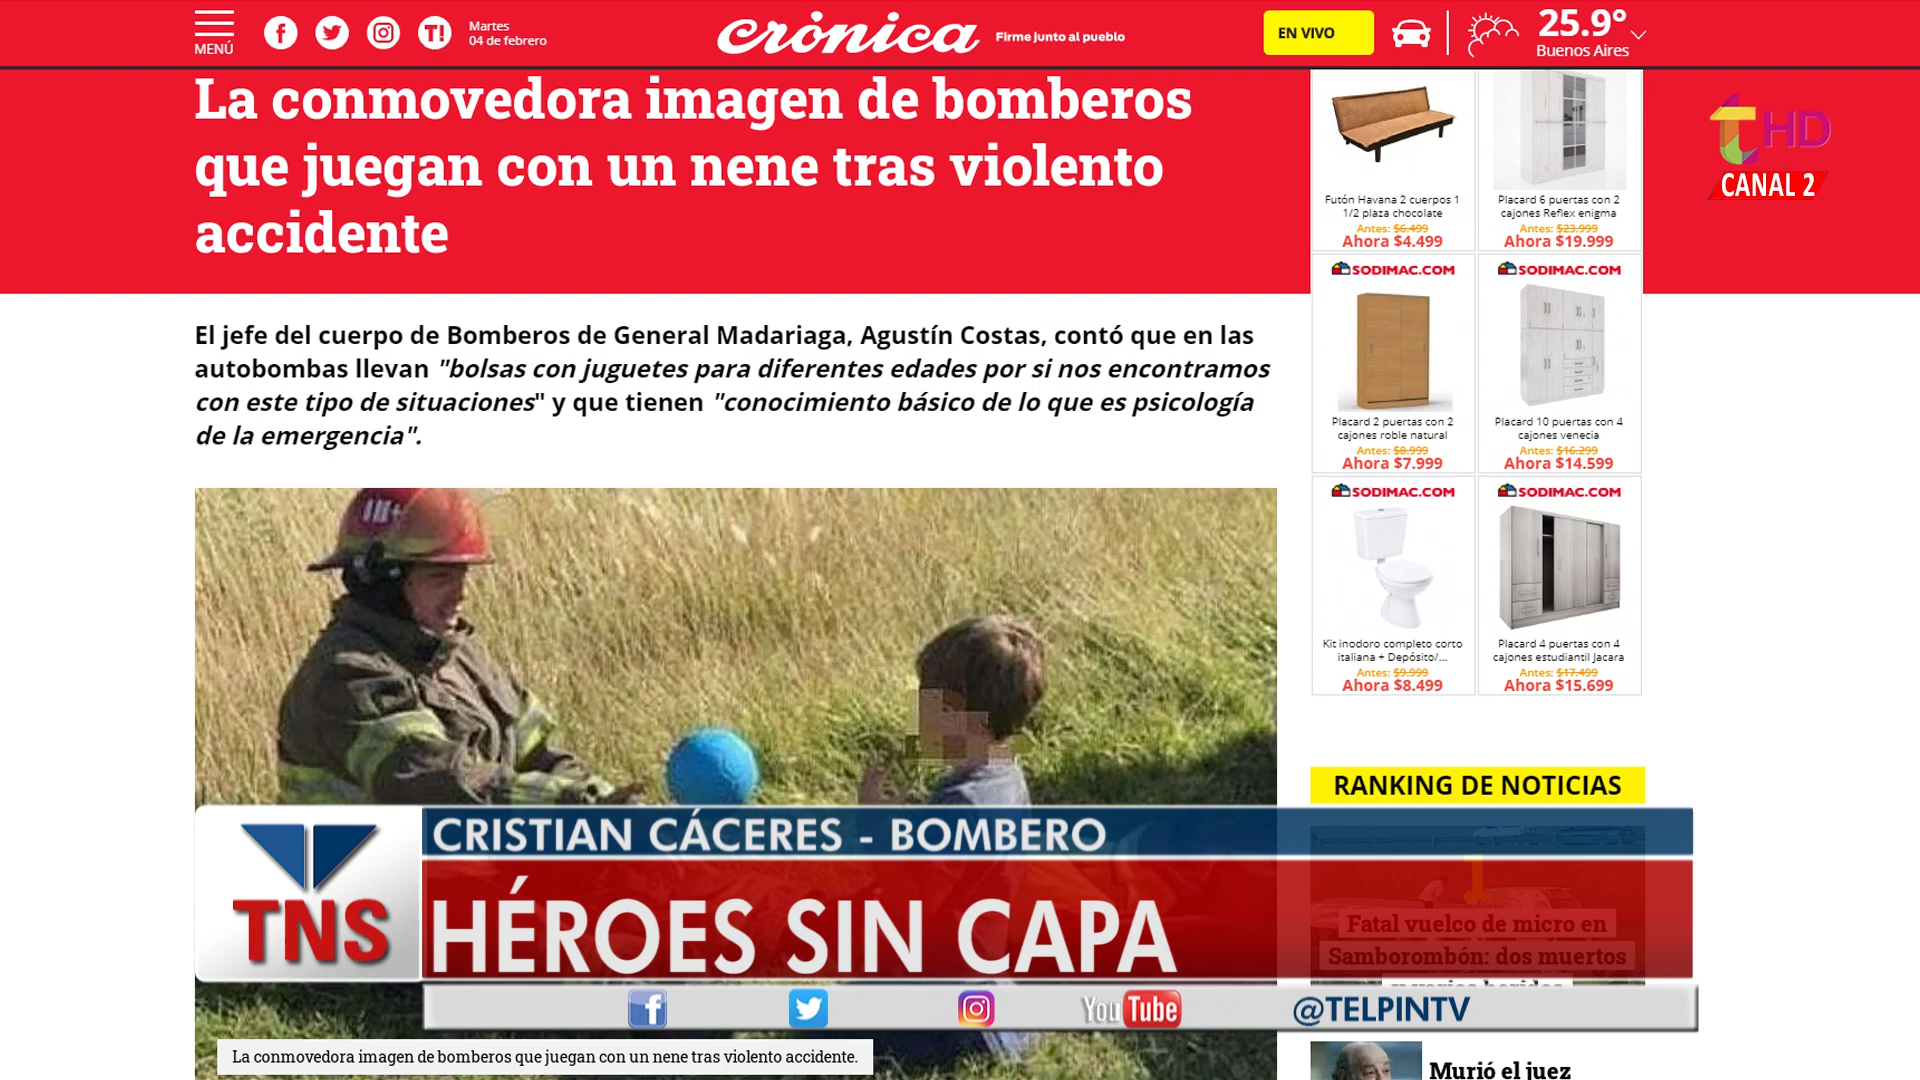 MENÚ
Martes
04 de febrero
crónica
Firme junto al pueblo
EN VIVO
25.9°
Buenos Aires
La conmovedora imagen de bomberos
que juegan con un nene tras violento
accidente
HD
CANAL 2
El jefe del cuerpo de Bomberos de General Madariaga, Agustín Costas, contó que en las
autobombas llevan "bolsas con juguetes para diferentes edades por si nos encontramos
con este tipo de situaciones" y que tienen "conocimiento básico de lo que es psicología
de la emergencia".
Futón Havana 2 cuerpos 1
1/2 plaza chocolate
Antes: $6.499
Ahora $4.499
Placard 6 puertas con 2
cajones Reflex enigma
Antes: $23.999
Ahora $19.999
SODIMAC.COM
Placard 2 puertas con 2
cajones roble natural
Antes: $8.999
Ahora $7.999
SODIMAC.COM
Placard 10 puertas con 4
cajones venecia
Antes: $16.299
Ahora $14.599
SODIMAC.COM
Kit inodoro completo corto
italiana + Depósito/...
Antes: $9.999
Ahora $8.499
SODIMAC.COM
Placard 4 puertas con 4
cajones estudiantil Jacara
Antes: $17.499
Ahora $15.699
RANKING DE NOTICIAS
1
Fatal vuelco de micro en
Samborombón: dos muertos
y varios heridos
TNS
CRISTIAN CÁCERES - BOMBERO
HÉROES SIN CAPA
YouTube
@TELPINTV
La conmovedora imagen de bomberos que juegan con un nene tras violento accidente.
Murió el juez